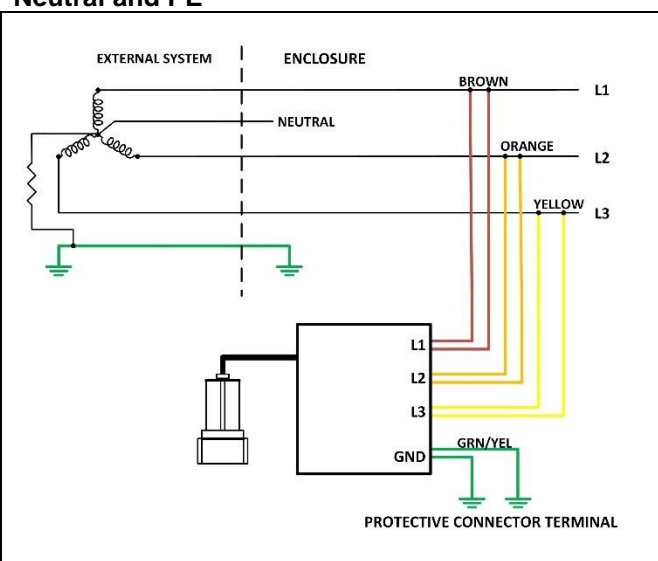 Neutral and PE
EXTERNAL SYSTEM
ENCLOSURE
BROWN
L1
NEUTRAL
ORANGE
L2
YELLOW
L3
L1
L2
L3
GRN/YEL
GND
PROTECTIVE CONNECTOR TERMINAL